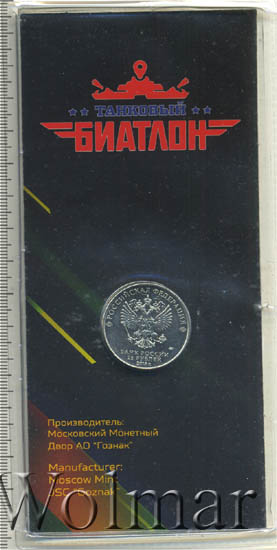 ТАНКОВЫЙ
БИАТЛОН
РОССИЙСКАЯ ФЕДЕРАЦИЯ
БАНК РОССИИ
25 РУБЛЕЙ
Производитель:
Московский Монетный
Двор АО "Гознак"
Manufacturer:
Moscow Mint
JSC "Goznak"
Wolmar